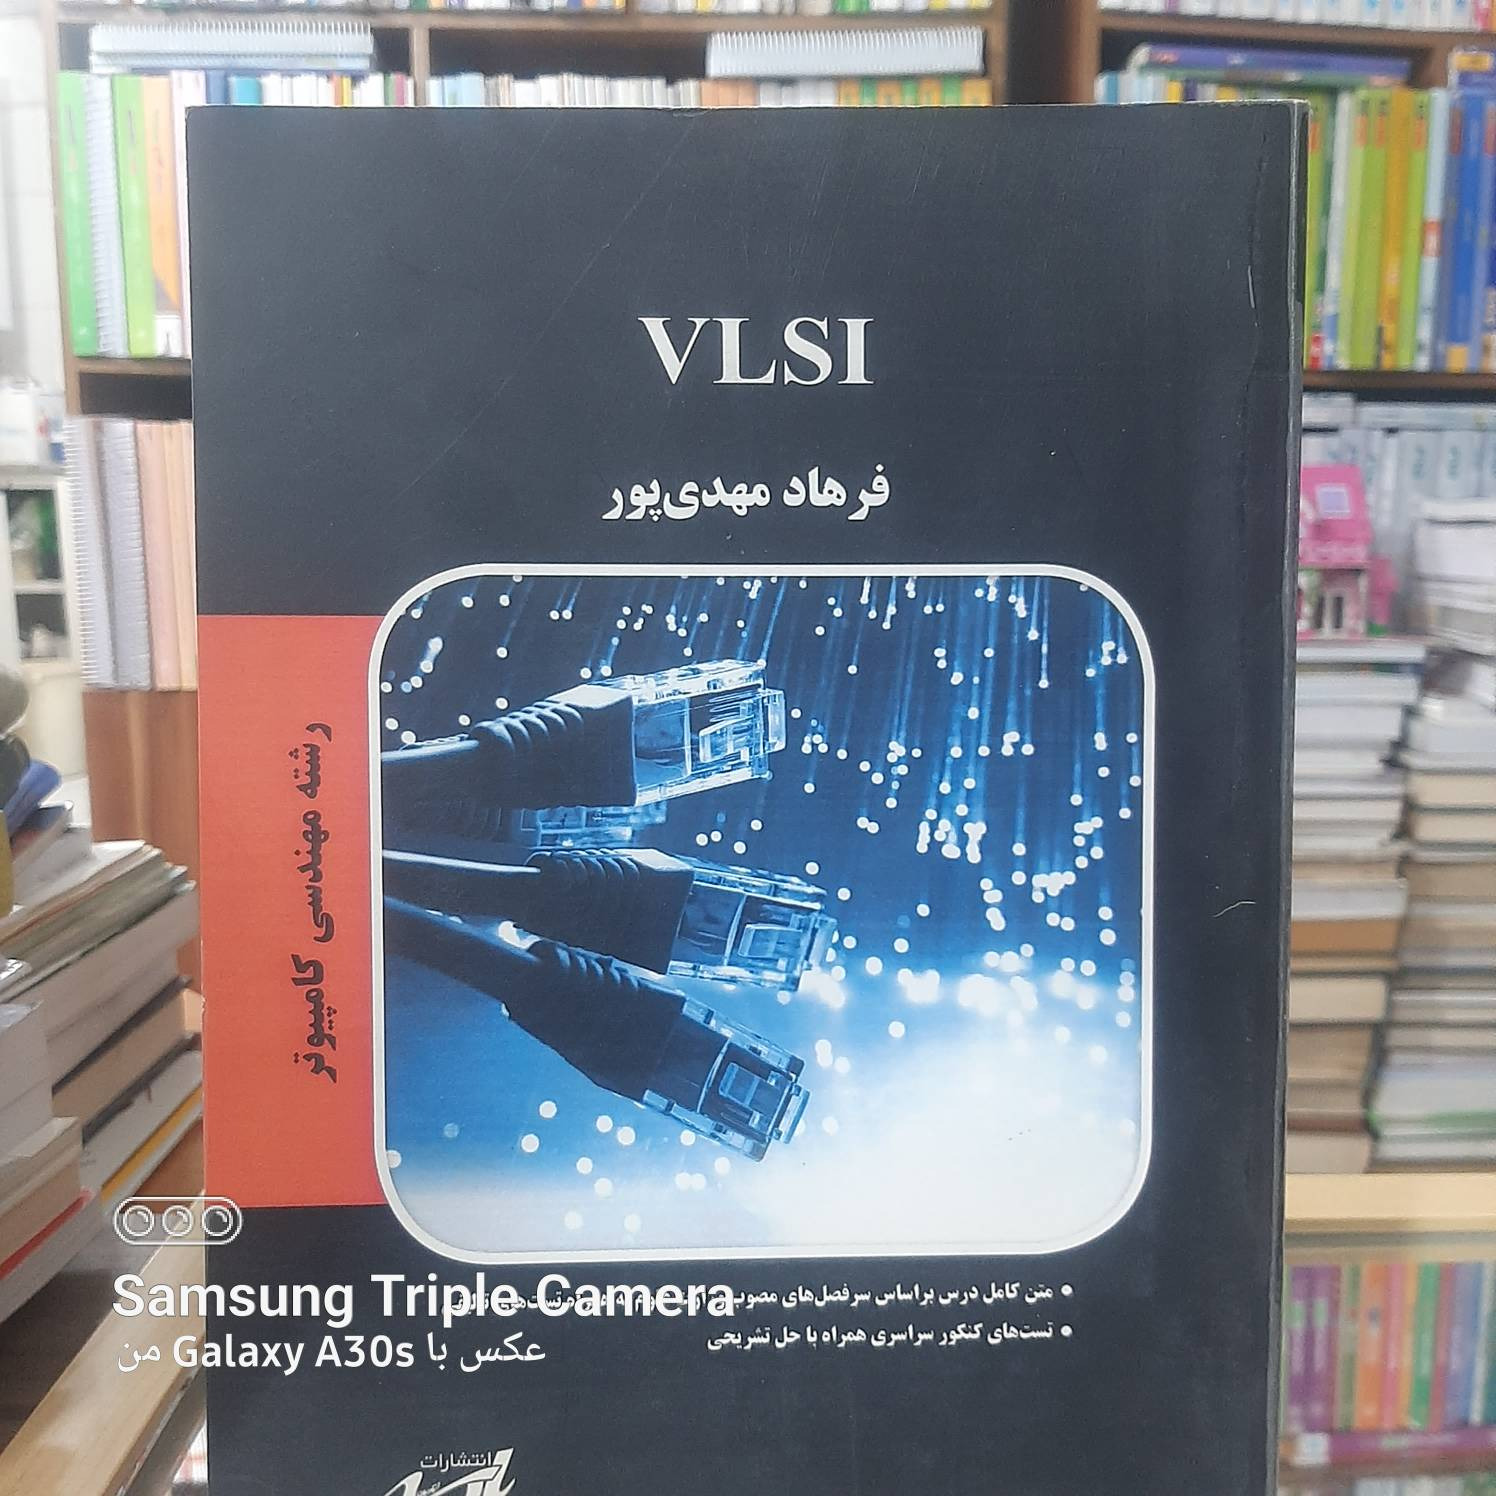 VLSI
فرهاد مهدی‌پور
رشته مهندسی کامپیوتر
● متن کامل درس براساس سرفصل‌های مصوب
● تست‌های کنکور سراسری همراه با حل تشریحی
انتشارات
Samsung Triple Camera
عکس با Galaxy A30s من